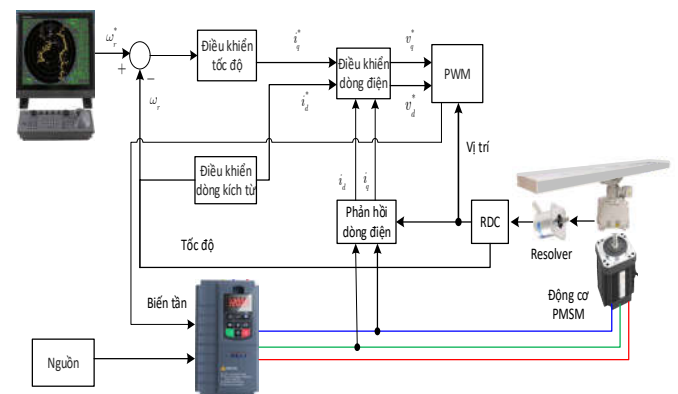 ω*r
+
−
ωr
Điều khiển
tốc độ
i*q
i*d
Điều khiển
dòng điện
v*q
v*d
PWM
Vị trí
Điều khiển
dòng kích từ
id
iq
Phản hồi
dòng điện
RDC
Resolver
Tốc độ
Biến tần
Động cơ
PMSM
Nguồn